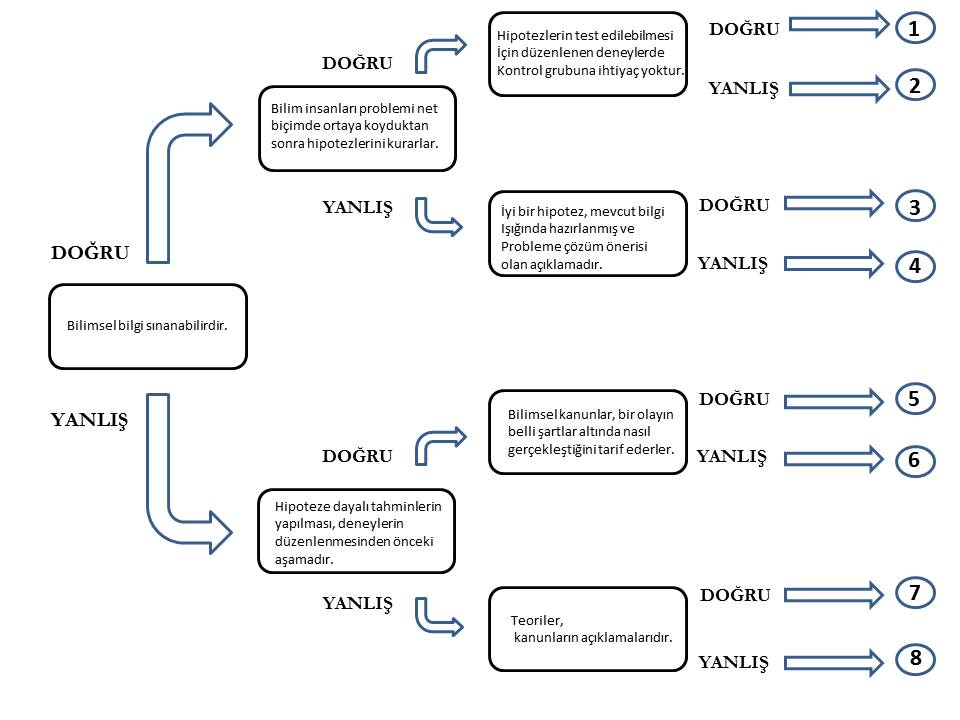 DOĞRU
Hipotezlerin test edilebilmesi
İçin düzenlenen deneylerde
Kontrol grubuna ihtiyaç yoktur.
DOĞRU
1
YANLIŞ
2
Bilim insanları problemi net
biçimde ortaya koyduktan
sonra hipotezlerini kurarlar.
YANLIŞ
İyi bir hipotez, mevcut bilgi
Işığında hazırlanmış ve
Probleme çözüm önerisi
olan açıklamadır.
DOĞRU
3
YANLIŞ
4
DOĞRU
Bilimsel bilgi sınanabilirdir.
YANLIŞ
DOĞRU
Bilimsel kanunlar, bir olayın
belli şartlar altında nasıl
gerçekleştiğini tarif ederler.
DOĞRU
5
YANLIŞ
6
Hipoteze dayalı tahminlerin
yapılması, deneylerin
düzenlenmesinden önceki
aşamadır.
YANLIŞ
Teoriler,
kanunların açıklamalarıdır.
DOĞRU
7
YANLIŞ
8